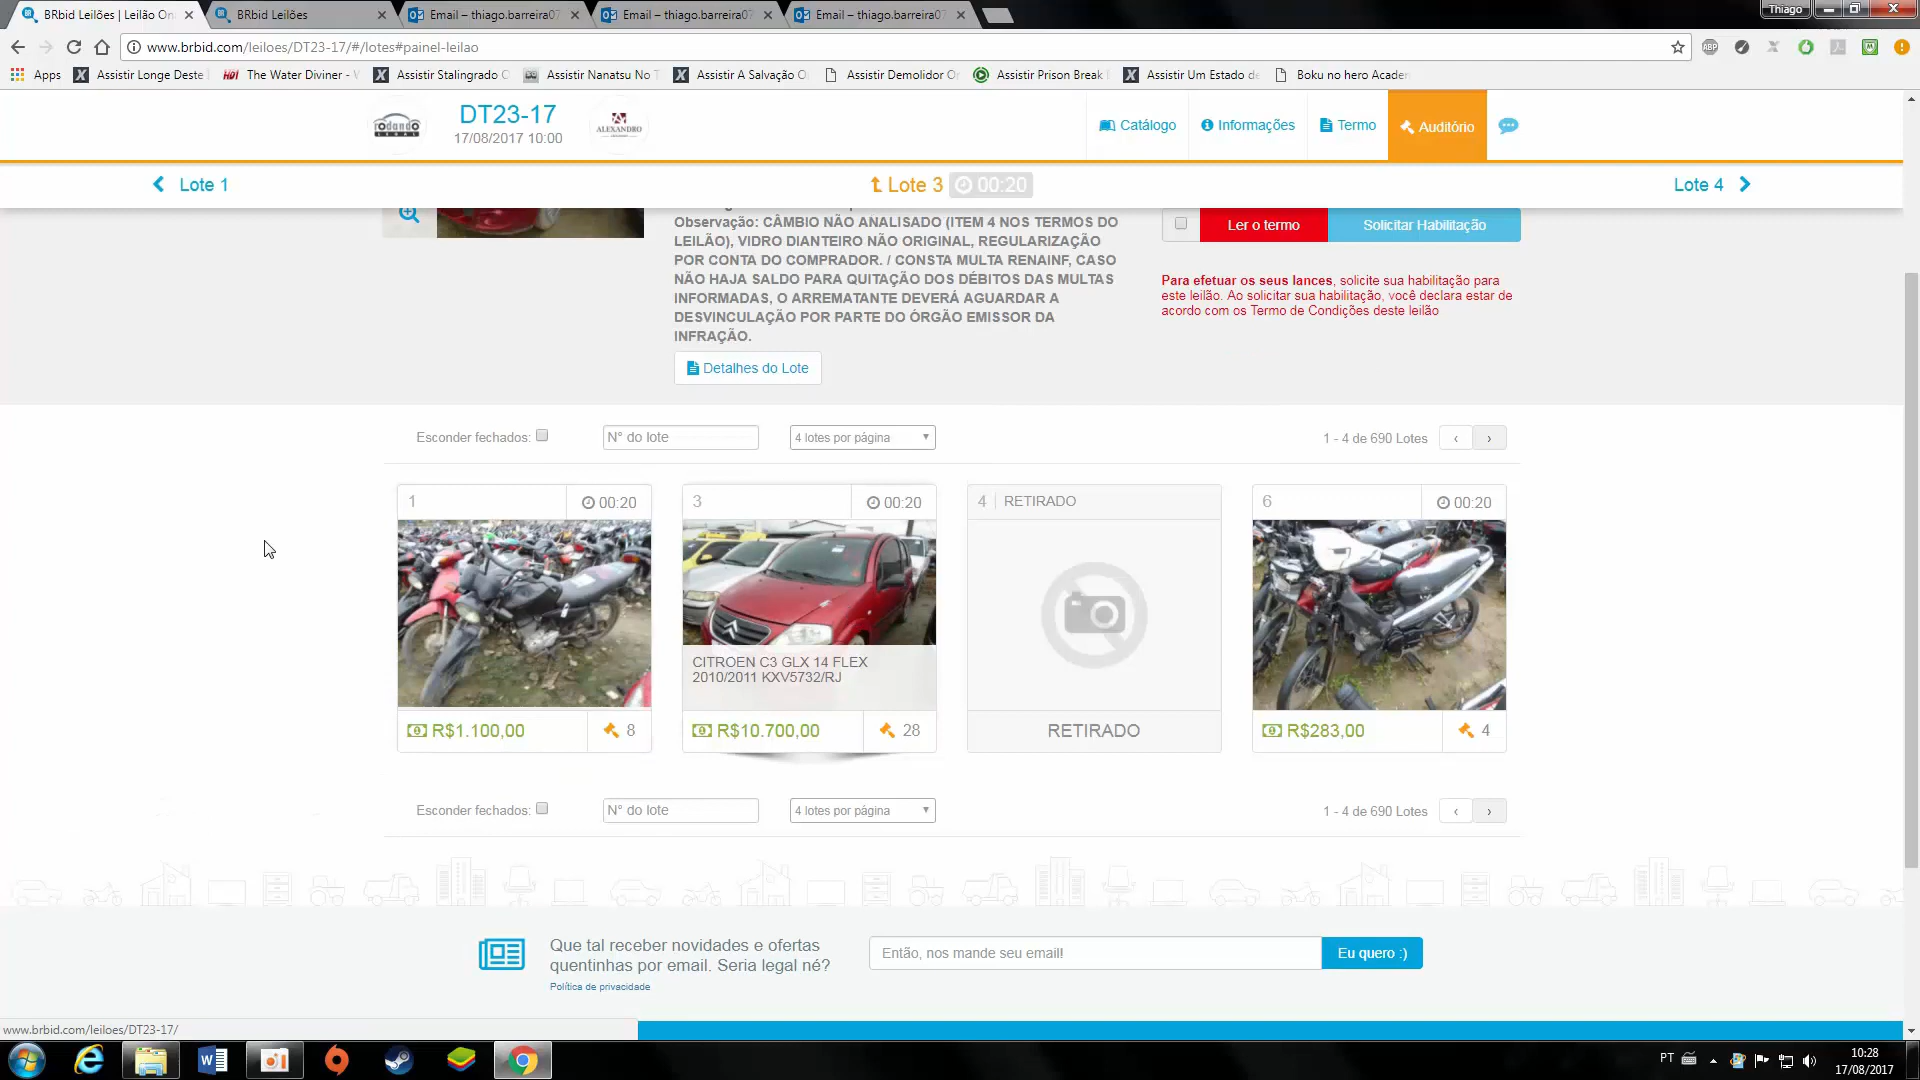 BRbid Leilões | Leilão On
BRbid Leilões
Email – thiago.barreira07
Email – thiago.barreira07
Email – thiago.barreira07
Thiago
www.brbid.com/leiloes/DT23-17/#/lotes#painel-leilao
ABP
Apps
Assistir Longe Deste
HD!
The Water Diviner - V
Assistir Stalingrado O
Assistir Nanatsu No T
Assistir A Salvação O
Assistir Demolidor On
Assistir Prison Break
Assistir Um Estado de
Boku no hero Academ
rodando
LEGAL
DT23-17
17/08/2017 10:00
ALEXANDRO
Catálogo
Informações
Termo
Auditório
Lote 1
Lote 3
00:20
Lote 4
Observação: CÂMBIO NÃO ANALISADO (ITEM 4 NOS TERMOS DO
LEILÃO), VIDRO DIANTEIRO NÃO ORIGINAL, REGULARIZAÇÃO
POR CONTA DO COMPRADOR. / CONSTA MULTA RENAINF, CASO
NÃO HAJA SALDO PARA QUITAÇÃO DOS DÉBITOS DAS MULTAS
INFORMADAS, O ARREMATANTE DEVERÁ AGUARDAR A
DESVINCULAÇÃO POR PARTE DO ÓRGÃO EMISSOR DA
INFRAÇÃO.
Detalhes do Lote
Ler o termo
Solicitar Habilitação
Para efetuar os seus lances, solicite sua habilitação para
este leilão. Ao solicitar sua habilitação, você declara estar de
acordo com os Termo de Condições deste leilão
Esconder fechados:
N° do lote
4 lotes por página
1 - 4 de 690 Lotes
‹
›
1
00:20
3
00:20
4
RETIRADO
6
00:20
CITROEN C3 GLX 14 FLEX
2010/2011 KXV5732/RJ
R$1.100,00
8
R$10.700,00
28
RETIRADO
R$283,00
4
Esconder fechados:
N° do lote
4 lotes por página
1 - 4 de 690 Lotes
‹
›
Que tal receber novidades e ofertas
quentinhas por email. Seria legal né?
Política de privacidade
Então, nos mande seu email!
Eu quero :)
www.brbid.com/leiloes/DT23-17/
PT
10:28
17/08/2017